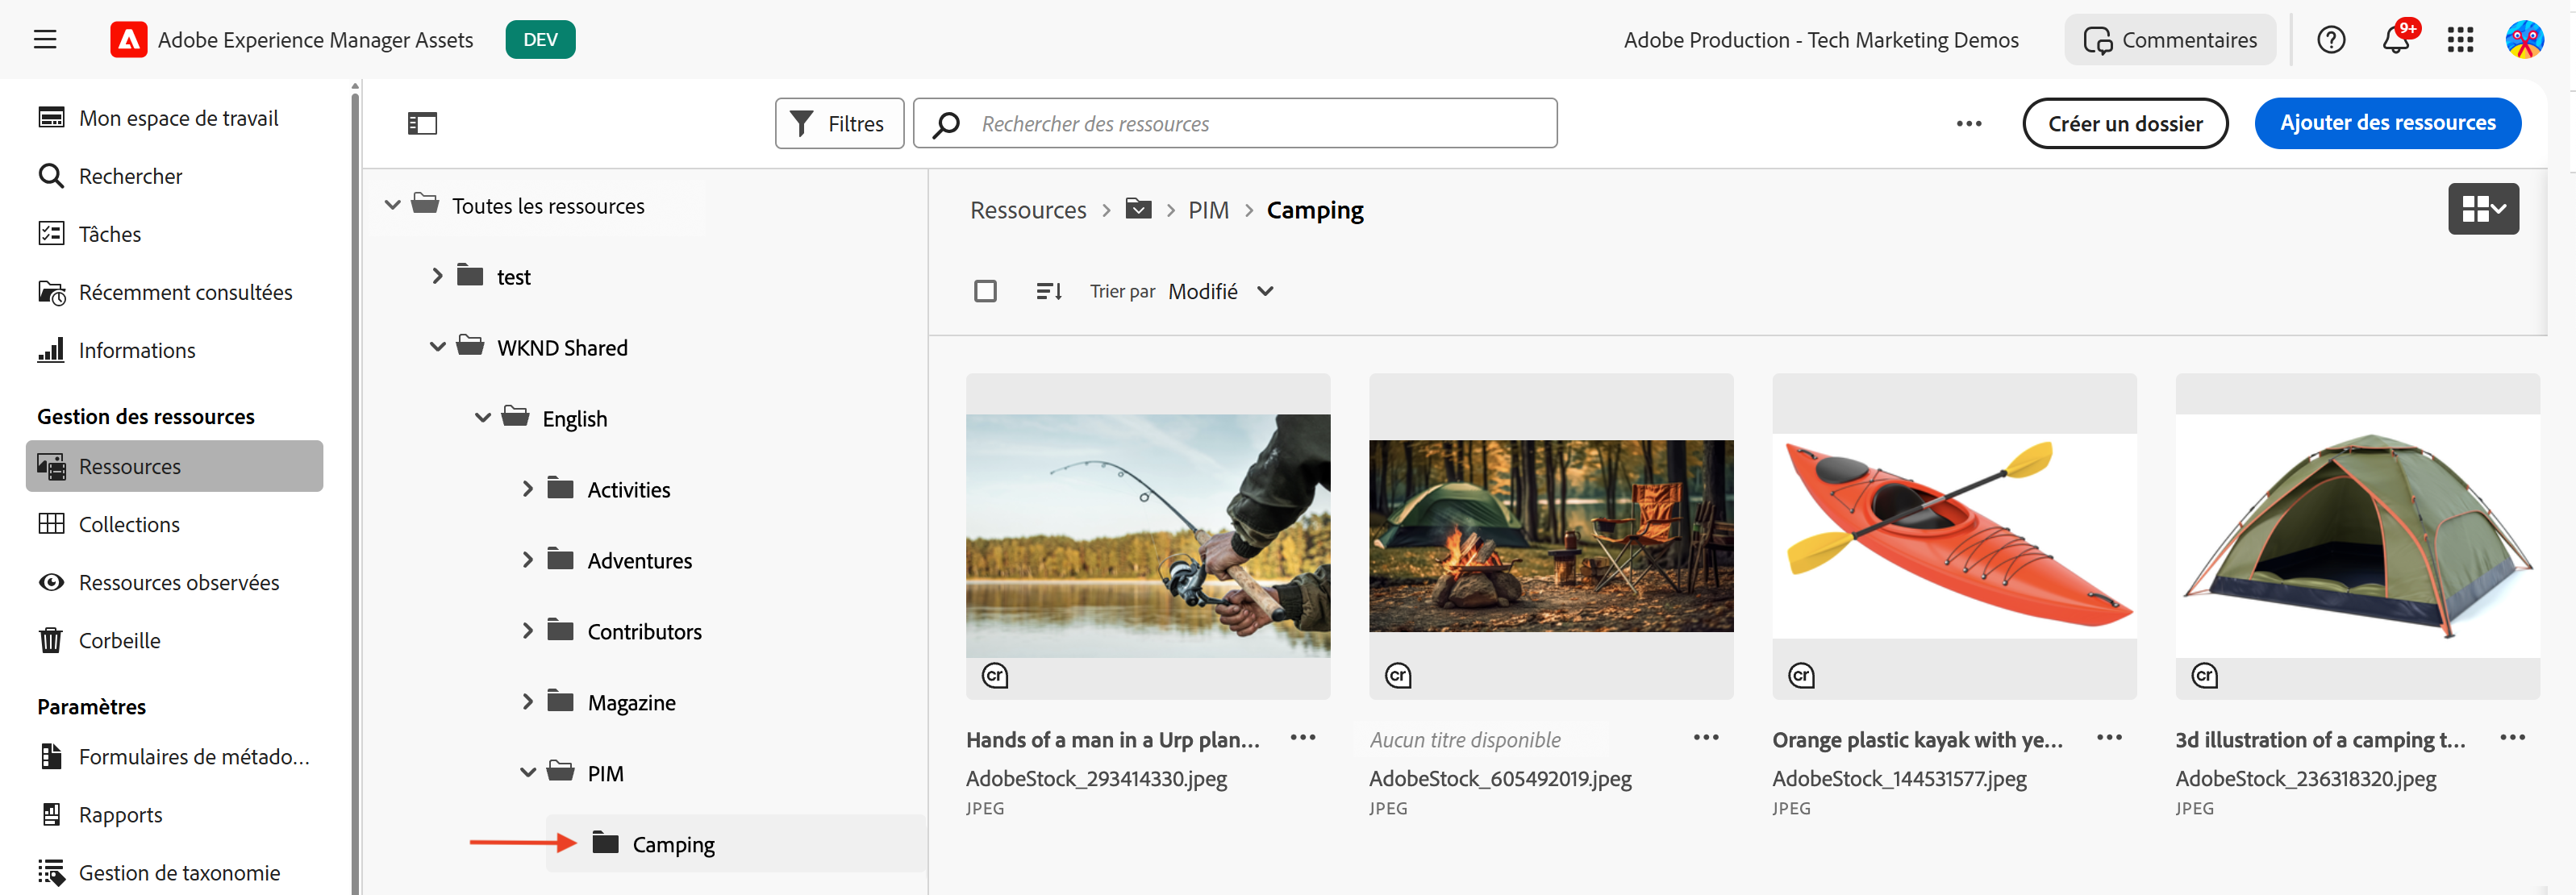 Adobe Experience Manager Assets
DEV
Adobe Production - Tech Marketing Demos
Commentaires
9+
Mon espace de travail
Rechercher
Tâches
Récemment consultées
Informations
Gestion des ressources
Ressources
Collections
Ressources observées
Corbeille
Paramètres
Formulaires de métado...
Rapports
Gestion de taxonomie
Filtres
Rechercher des ressources
Créer un dossier
Ajouter des ressources
Toutes les ressources
test
WKND Shared
English
Activities
Adventures
Contributors
Magazine
PIM
Camping
Ressources > PIM > Camping
Trier par Modifié
cr
cr
cr
cr
Hands of a man in a Urp plan...
AdobeStock_293414330.jpeg
JPEG
Aucun titre disponible
AdobeStock_605492019.jpeg
JPEG
Orange plastic kayak with ye...
AdobeStock_144531577.jpeg
JPEG
3d illustration of a camping t...
AdobeStock_236318320.jpeg
JPEG